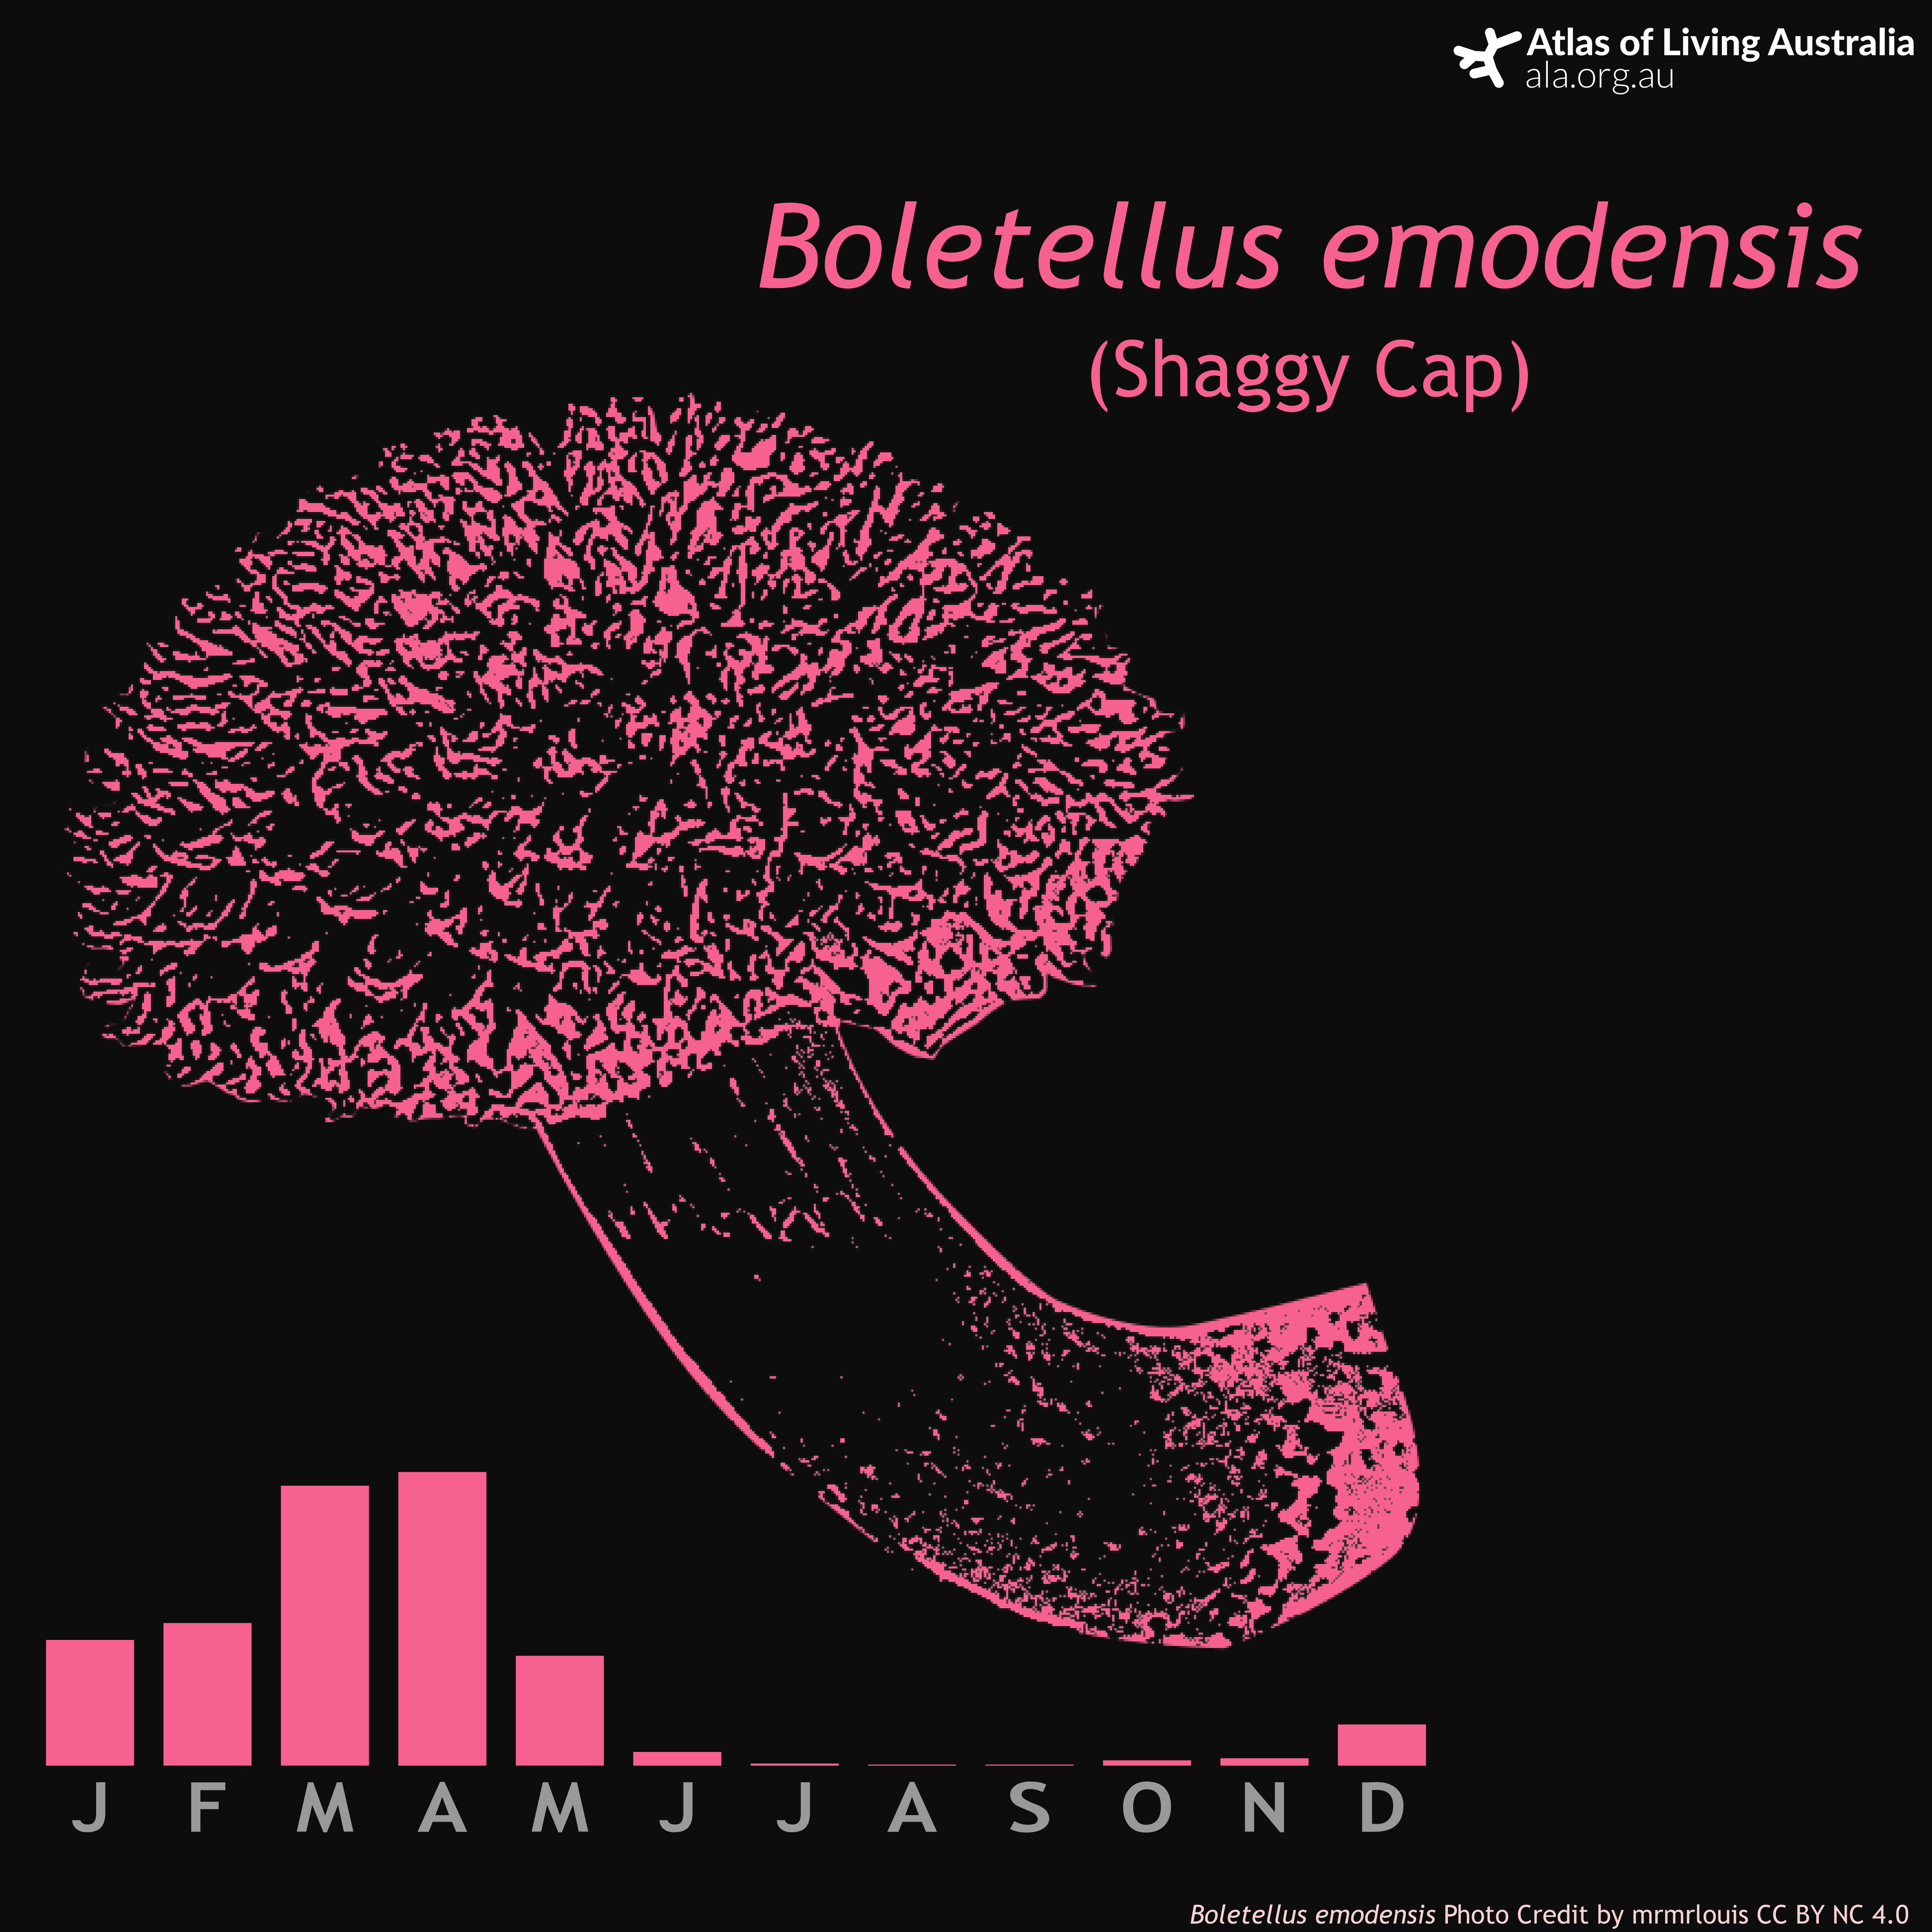 Atlas of Living Australia
ala.org.au
Boletellus emodensis
(Shaggy Cap)
J F M A M J J A S O N D
Boletellus emodensis Photo Credit by mrmrlouis CC BY NC 4.0